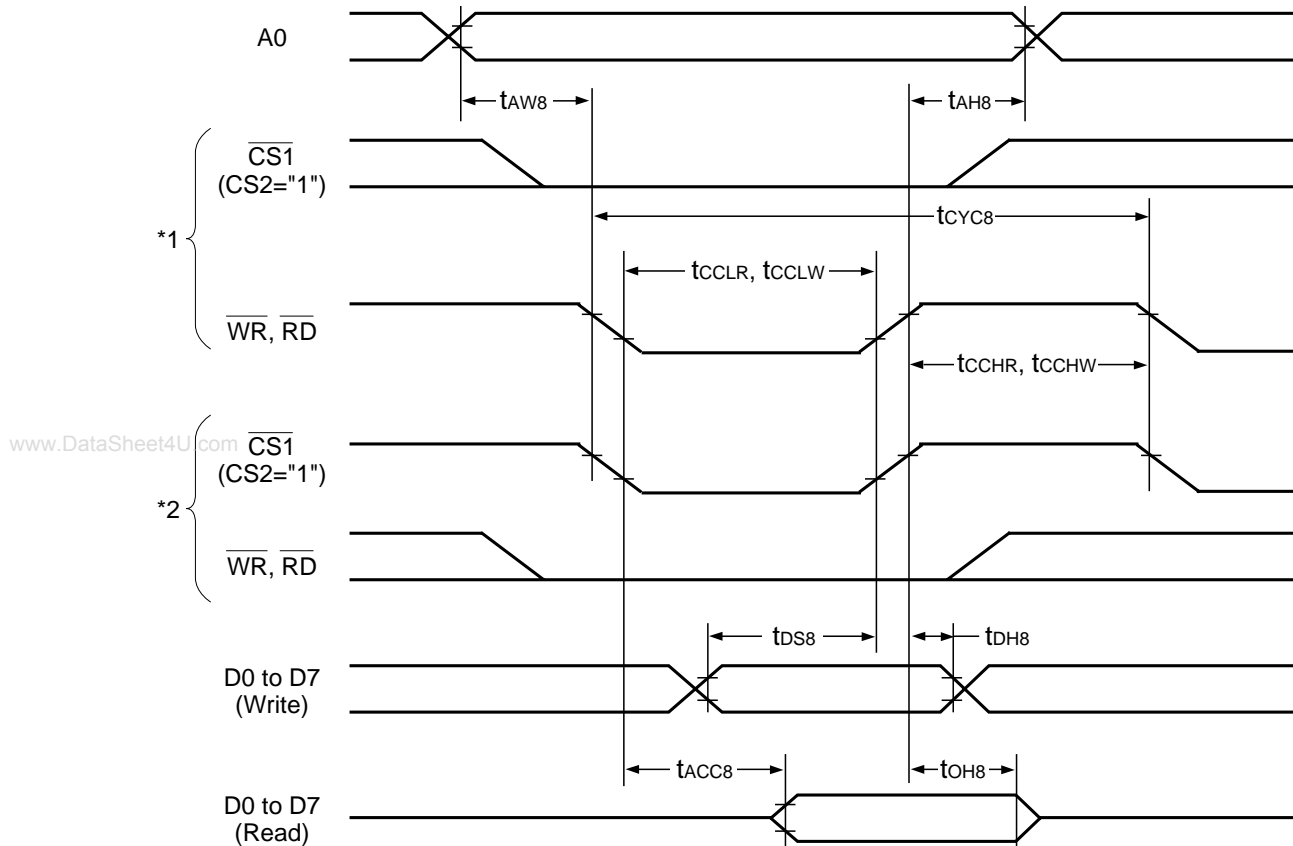 A0
tAW8
tAH8
CS1
(CS2="1")
tCYC8
*1
tCCLR, tCCLW
WR, RD
tCCHR, tCCHW
www.DataSheet4U.com
CS1
(CS2="1")
*2
WR, RD
tDS8
tDH8
D0 to D7
(Write)
tACC8
tOH8
D0 to D7
(Read)